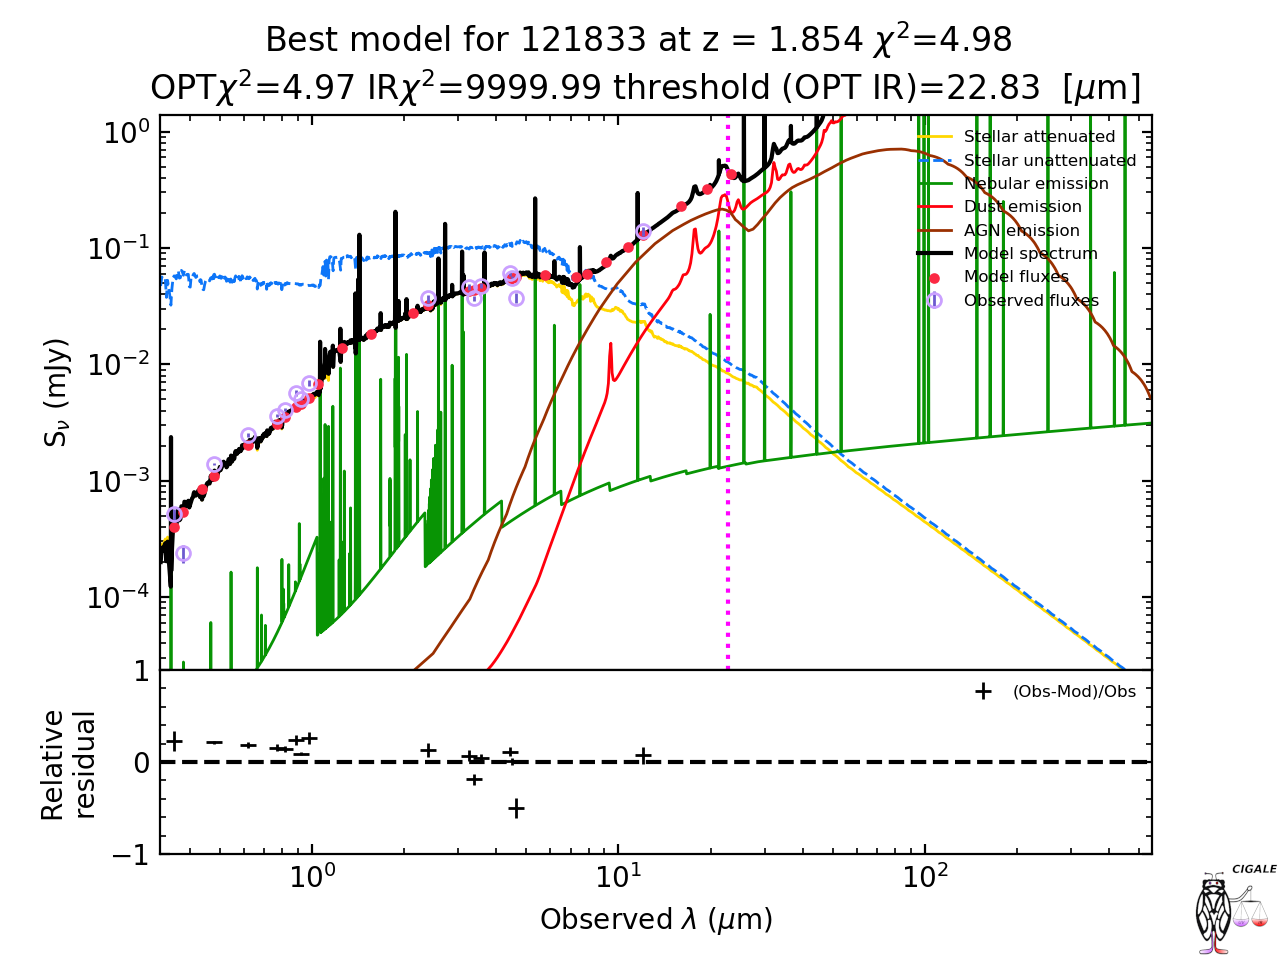 Best model for 121833 at z = 1.854 χ²=4.98
OPTχ²=4.97 IRχ²=9999.99 threshold (OPT IR)=22.83 [μm]
10⁰
10⁻¹
10⁻²
10⁻³
10⁻⁴
S_ν (mJy)
Stellar attenuated
Stellar unattenuated
Nebular emission
Dust emission
AGN emission
Model spectrum
Model fluxes
Observed fluxes
1
0
−1
Relative
residual
(Obs-Mod)/Obs
10⁰ 10¹ 10²
Observed λ (μm)
CIGALE